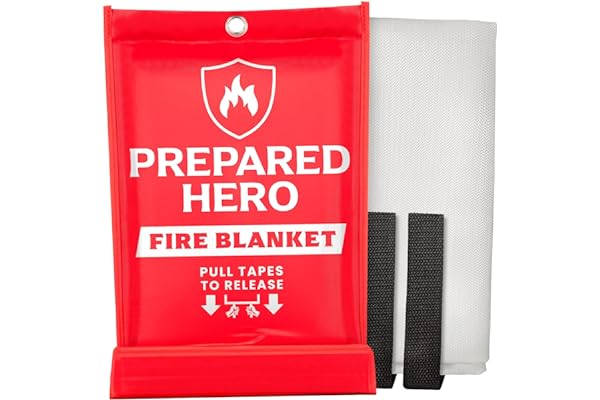 PREPARED
HERO
FIRE BLANKET
PULL TAPES
TO RELEASE